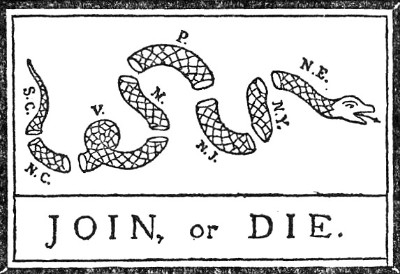 S.C.
N.C.
V.
M.
P.
N.J.
N.Y.
N.E.
JOIN, or DIE.